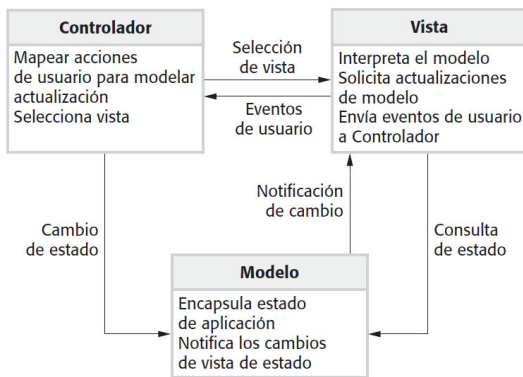 Controlador
Mapear acciones
de usuario para modelar
actualización
Selecciona vista
Selección
de vista
Eventos
de usuario
Vista
Interpreta el modelo
Solicita actualizaciones
de modelo
Envía eventos de usuario
a Controlador
Cambio
de estado
Notificación
de cambio
Consulta
de estado
Modelo
Encapsula estado
de aplicación
Notifica los cambios
de vista de estado